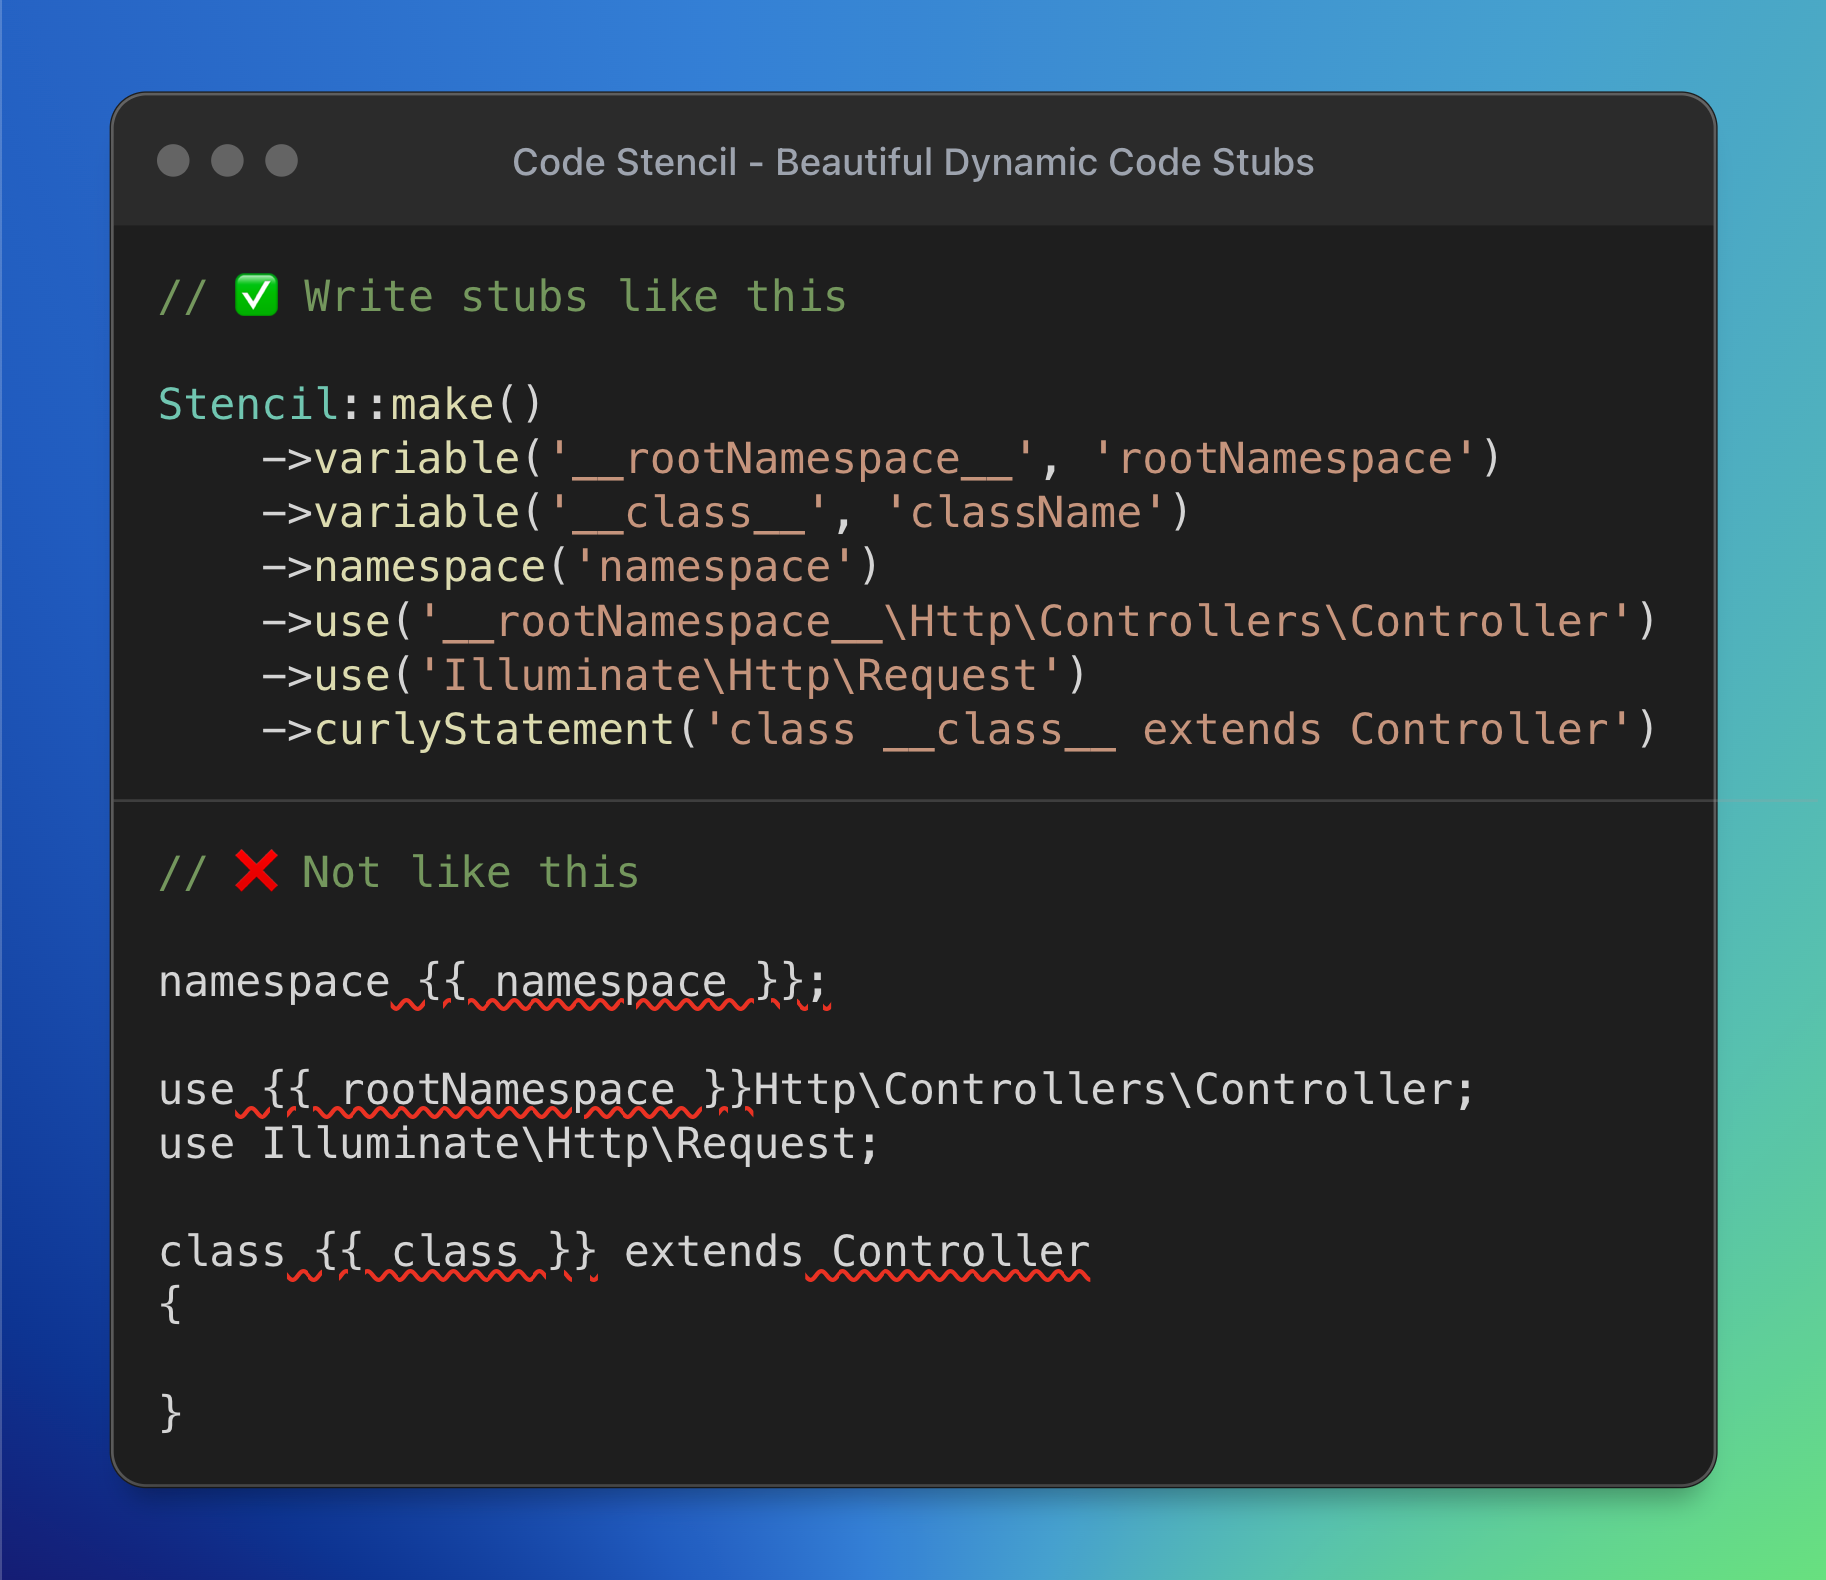 Code Stencil - Beautiful Dynamic Code Stubs
// ✅ Write stubs like this
Stencil::make()
    ->variable('__rootNamespace__', 'rootNamespace')
    ->variable('__class__', 'className')
    ->namespace('namespace')
    ->use('__rootNamespace__\Http\Controllers\Controller')
    ->use('Illuminate\Http\Request')
    ->curlyStatement('class __class__ extends Controller')
// ❌ Not like this
namespace {{ namespace }};
use {{ rootNamespace }}Http\Controllers\Controller;
use Illuminate\Http\Request;
class {{ class }} extends Controller
{
}